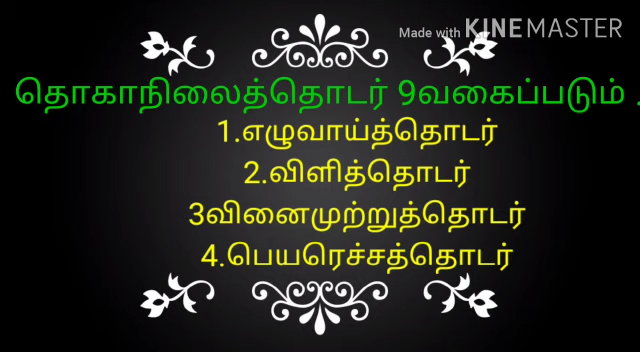 Made with KINEMASTER
தொகாநிலைத்தொடர் 9வகைப்படும் .
1.எழுவாய்த்தொடர்
2.விளித்தொடர்
3வினைமுற்றுத்தொடர்
4.பெயரெச்சத்தொடர்